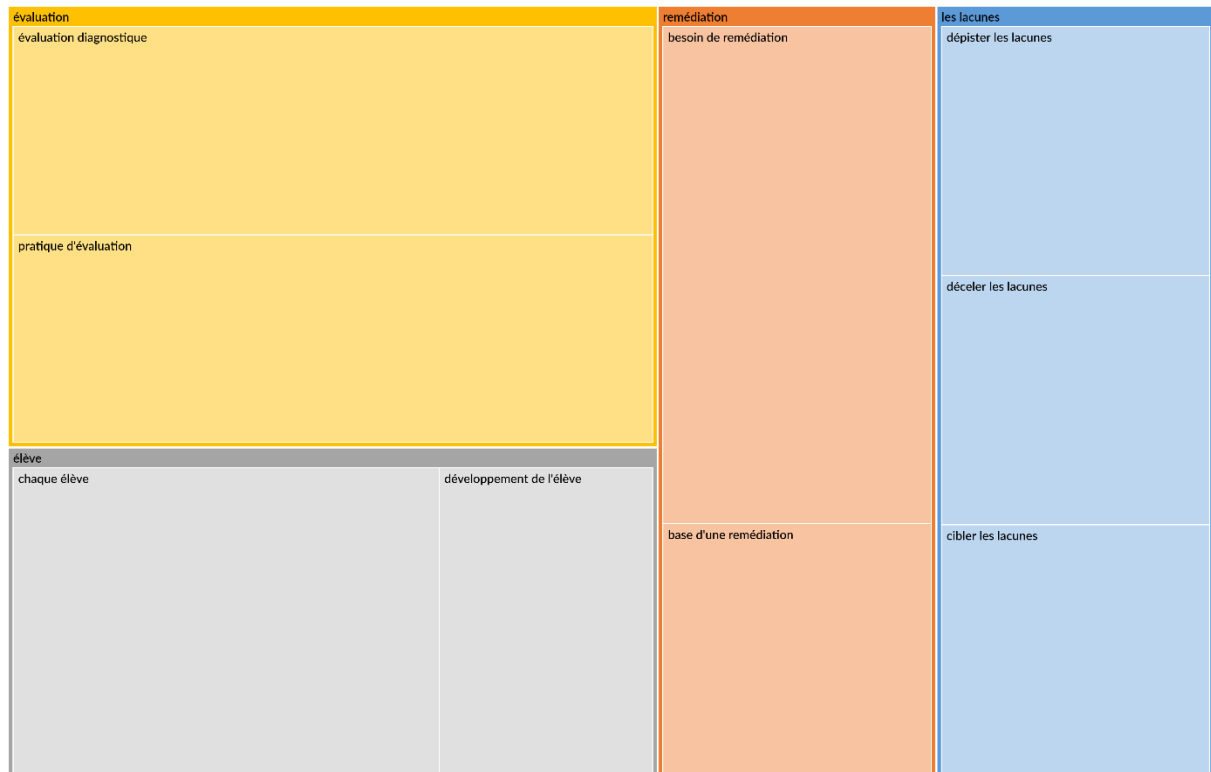 évaluation
évaluation diagnostique
pratique d'évaluation
élève
chaque élève
développement de l'élève
remédiation
besoin de remédiation
base d'une remédiation
les lacunes
dépister les lacunes
déceler les lacunes
cibler les lacunes